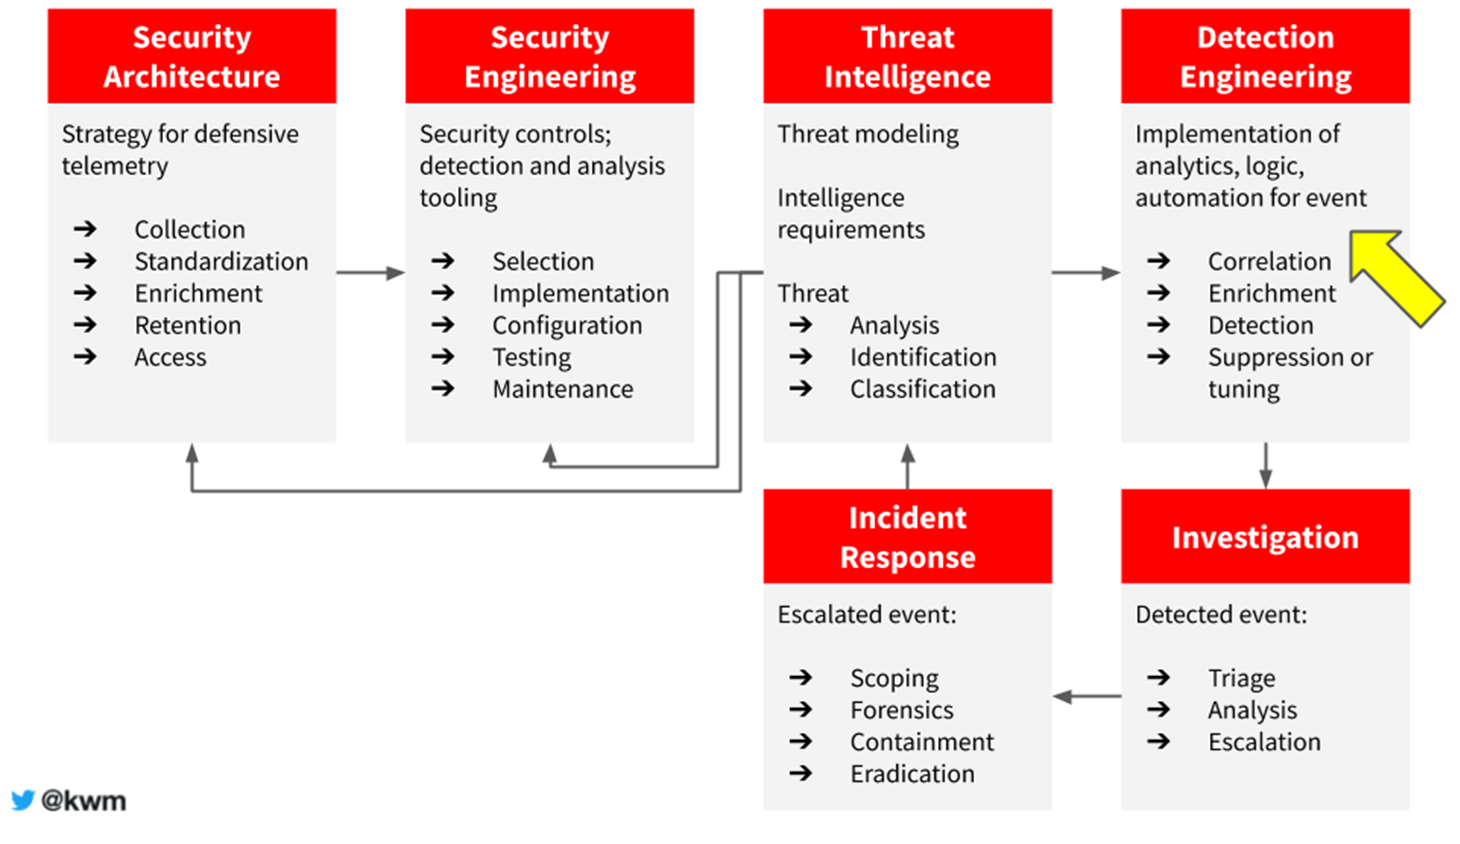 Security
Architecture
Strategy for defensive
telemetry
➔ Collection
➔ Standardization
➔ Enrichment
➔ Retention
➔ Access
Security
Engineering
Security controls;
detection and analysis
tooling
➔ Selection
➔ Implementation
➔ Configuration
➔ Testing
➔ Maintenance
Threat
Intelligence
Threat modeling
Intelligence
requirements
Threat
➔ Analysis
➔ Identification
➔ Classification
Detection
Engineering
Implementation of
analytics, logic,
automation for event
➔ Correlation
➔ Enrichment
➔ Detection
➔ Suppression or
tuning
Incident
Response
Escalated event:
➔ Scoping
➔ Forensics
➔ Containment
➔ Eradication
Investigation
Detected event:
➔ Triage
➔ Analysis
➔ Escalation
@kwm